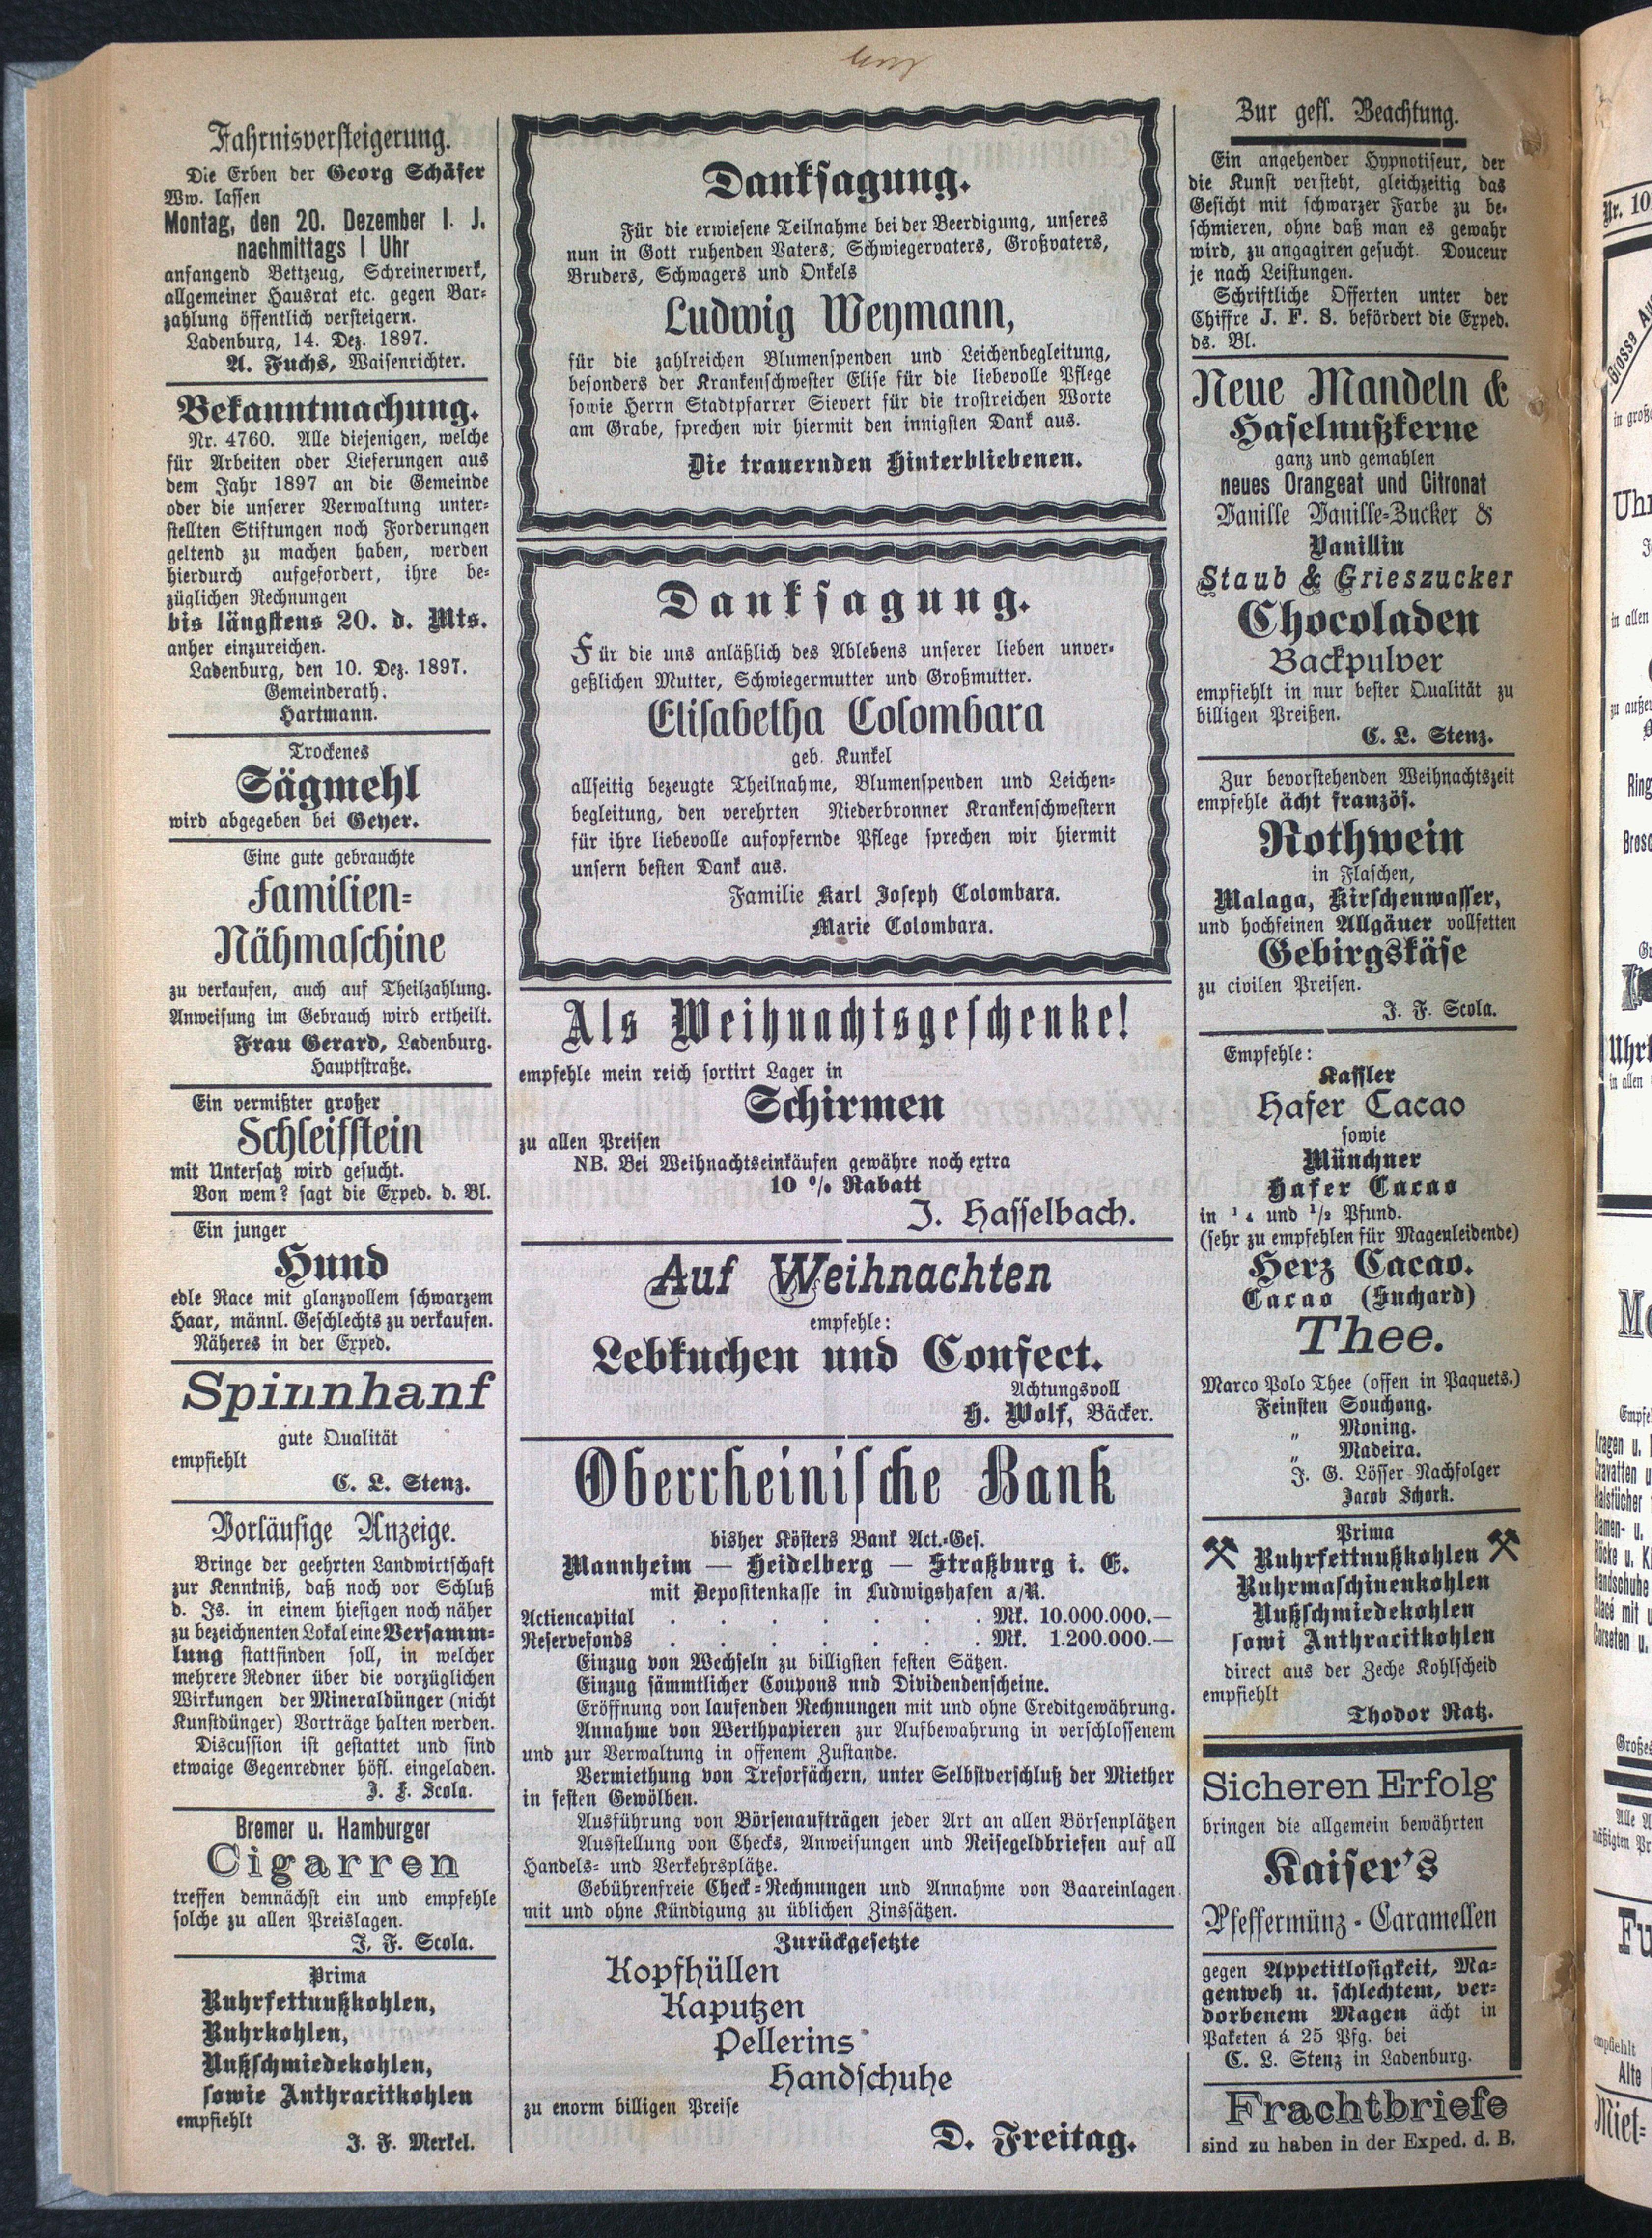 Fahrnisversteigerung.
Die Erben der Georg Schäfer
Ww. lassen
Montag, den 20. Dezember l. J.
nachmittags 1 Uhr
anfangend Bettzeug, Schreinerwerk,
allgemeiner Hausrat etc. gegen Bar-
zahlung öffentlich versteigern.
Ladenburg, 14. Dez. 1897.
A. Fuchs, Waisenrichter.
Bekanntmachung.
Nr. 4760. Alle diejenigen, welche
für Arbeiten oder Lieferungen aus
dem Jahr 1897 an die Gemeinde
oder die unserer Verwaltung unter-
stellten Stiftungen noch Forderungen
geltend zu machen haben, werden
hierdurch aufgefordert, ihre be-
züglichen Rechnungen
bis längstens 20. d. Mts.
anher einzureichen.
Ladenburg, den 10. Dez. 1897.
Gemeinderath.
Hartmann.
Trockenes
Sägmehl
wird abgegeben bei Geyer.
Eine gute gebrauchte
Familien-
Nähmaschine
zu verkaufen, auch auf Theilzahlung.
Anweisung im Gebrauch wird ertheilt.
Frau Gerard, Ladenburg.
Hauptstraße.
Ein vermißter großer
Schleifstein
mit Untersatz wird gesucht.
Von wem? sagt die Exped. d. Bl.
Ein junger
Hund
edle Race mit glanzvollem schwarzem
Haar, männl. Geschlechts zu verkaufen.
Näheres in der Exped.
Spinnhanf
gute Qualität
empfiehlt
C. L. Stenz.
Vorläufige Anzeige.
Bringe der geehrten Landwirtschaft
zur Kenntniß, daß noch vor Schluß
d. Js. in einem hiesigen noch näher
zu bezeichnenten Lokal eine Versamm-
lung stattfinden soll, in welcher
mehrere Redner über die vorzüglichen
Wirkungen der Mineraldünger (nicht
Kunstdünger) Vorträge halten werden.
Discussion ist gestattet und sind
etwaige Gegenredner höfl. eingeladen.
J. F. Scola.
Bremer u. Hamburger
Cigarren
treffen demnächst ein und empfehle
solche zu allen Preislagen.
J. F. Scola.
Prima
Ruhrfettnußkohlen,
Ruhrkohlen,
Nußschmiedekohlen,
sowie Anthracitkohlen
empfiehlt
J. F. Merkel.
Danksagung.
Für die erwiesene Teilnahme bei der Beerdigung, unseres
nun in Gott ruhenden Vaters, Schwiegervaters, Großvaters,
Bruders, Schwagers und Onkels
Ludwig Weymann,
für die zahlreichen Blumenspenden und Leichenbegleitung,
besonders der Krankenschwester Elise für die liebevolle Pflege
sowie Herrn Stadtpfarrer Sievert für die trostreichen Worte
am Grabe, sprechen wir hiermit den innigsten Dank aus.
Die trauernden Hinterbliebenen.
Danksagung.
Für die uns anläßlich des Ablebens unserer lieben unver-
geßlichen Mutter, Schwiegermutter und Großmutter.
Elisabetha Colombara
geb. Kunkel
allseitig bezeugte Theilnahme, Blumenspenden und Leichen-
begleitung, den verehrten Niederbronner Krankenschwestern
für ihre liebevolle aufopfernde Pflege sprechen wir hiermit
unsern besten Dank aus.
Familie Karl Joseph Colombara.
Marie Colombara.
Als Weihnachtsgeschenke!
empfehle mein reich sortirt Lager in
Schirmen
zu allen Preisen
NB. Bei Weihnachtseinkäufen gewähre noch extra
10 % Rabatt
J. Hasselbach.
Auf Weihnachten
empfehle:
Lebkuchen und Confect.
Achtungsvoll
H. Wolf, Bäcker.
Oberrheinische Bank
bisher Kösters Bank Act.-Ges.
Mannheim — Heidelberg — Straßburg i. E.
mit Depositenkasse in Ludwigshafen a/R.
Actiencapital . . . . . . . Mk. 10.000.000.—
Reservefonds . . . . . . . Mk. 1.200.000.—
Einzug von Wechseln zu billigsten festen Sätzen.
Einzug sämmtlicher Coupons und Dividendenscheine.
Eröffnung von laufenden Rechnungen mit und ohne Creditgewährung.
Annahme von Werthpapieren zur Aufbewahrung in verschlossenem
und zur Verwaltung in offenem Zustande.
Vermiethung von Tresorfächern, unter Selbstverschluß der Miether
in festen Gewölben.
Ausführung von Börsenaufträgen jeder Art an allen Börsenplätzen
Ausstellung von Checks, Anweisungen und Reisegeldbriefen auf all
Handels- und Verkehrsplätze.
Gebührenfreie Check-Rechnungen und Annahme von Baareinlagen
mit und ohne Kündigung zu üblichen Zinssätzen.
Zurückgesetzte
Kopfhüllen
Kaputzen
Pellerins
Handschuhe
zu enorm billigen Preise
D. Freitag.
Zur gefl. Beachtung.
Ein angehender Hypnotiseur, der
die Kunst versteht, gleichzeitig das
Gesicht mit schwarzer Farbe zu be-
schmieren, ohne daß man es gewahr
wird, zu angagiren gesucht. Douceur
je nach Leistungen.
Schriftliche Offerten unter der
Chiffre J. F. S. befördert die Exped.
ds. Bl.
Neue Mandeln &
Haselnußkerne
ganz und gemahlen
neues Orangeat und Citronat
Vanille Vanille-Zucker &
Vanillin
Staub & Grieszucker
Chocoladen
Backpulver
empfiehlt in nur bester Qualität zu
billigen Preißen.
C. L. Stenz.
Zur bevorstehenden Weihnachtszeit
empfehle ächt französ.
Rothwein
in Flaschen,
Malaga, Kirschenwasser,
und hochfeinen Allgäuer vollfetten
Gebirgskäse
zu civilen Preisen.
J. F. Scola.
Empfehle:
Kassler
Hafer Cacao
sowie
Münchner
Hafer Cacao
in 1/4 und 1/2 Pfund.
(sehr zu empfehlen für Magenleidende)
Herz Cacao.
Cacao (Suchard)
Thee.
Marco Polo Thee (offen in Paquets.)
Feinsten Souchong.
„ Moning.
„ Madeira.
J. G. Lösser Nachfolger
Jacob Schork.
Prima
Ruhrfettnußkohlen
Ruhrmaschinenkohlen
Nußschmiedekohlen
sowi Anthracitkohlen
direct aus der Zeche Kohlscheid
empfiehlt
Thodor Ratz.
Sicheren Erfolg
bringen die allgemein bewährten
Kaiser's
Pfeffermünz-Caramellen
gegen Appetitlosigkeit, Ma-
genweh u. schlechtem, ver-
dorbenem Magen ächt in
Paketen á 25 Pfg. bei
C. L. Stenz in Ladenburg.
Frachtbriefe
sind zu haben in der Exped. d. B.